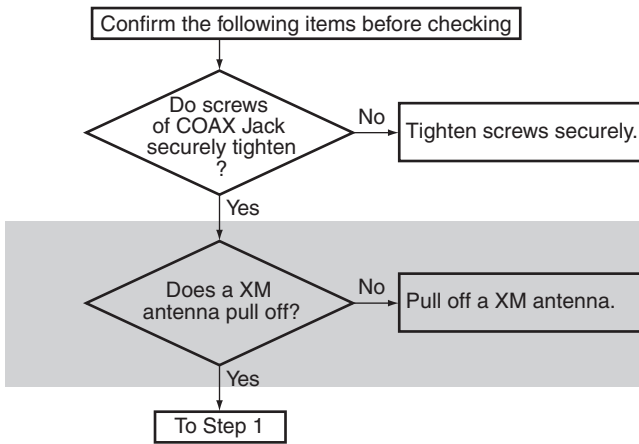 Confirm the following items before checking
Do screws
of COAX Jack
securely tighten
?
No
Tighten screws securely.
Yes
Does a XM
antenna pull off?
No
Pull off a XM antenna.
Yes
To Step 1